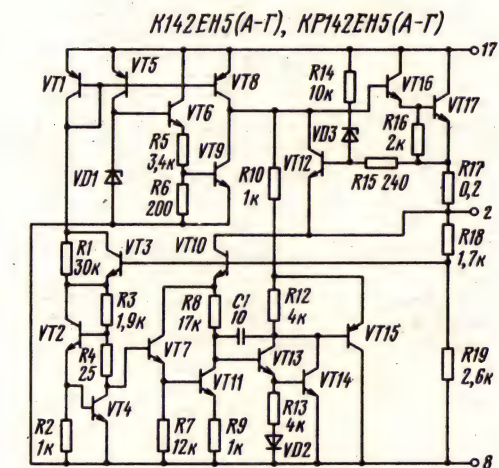 К142ЕН5(А-Г), КР142ЕН5(А-Г)
17
VT1
VT5
VT8
R14
10к
VT16
VT17
VT6
R5
3,4к
VT9
VD1
R6
200
R10
1к
VT12
VD3
R16
2к
R15 240
R17
0,2
2
R18
1,7к
R1
30к
VT3
VT10
R3
1,9к
R8
17к
C1
10
R12
4к
VT15
VT2
R4
25
VT7
VT13
R19
2,6к
VT4
VT11
VT14
R2
1к
R7
12к
R9
1к
R13
4к
VD2
8